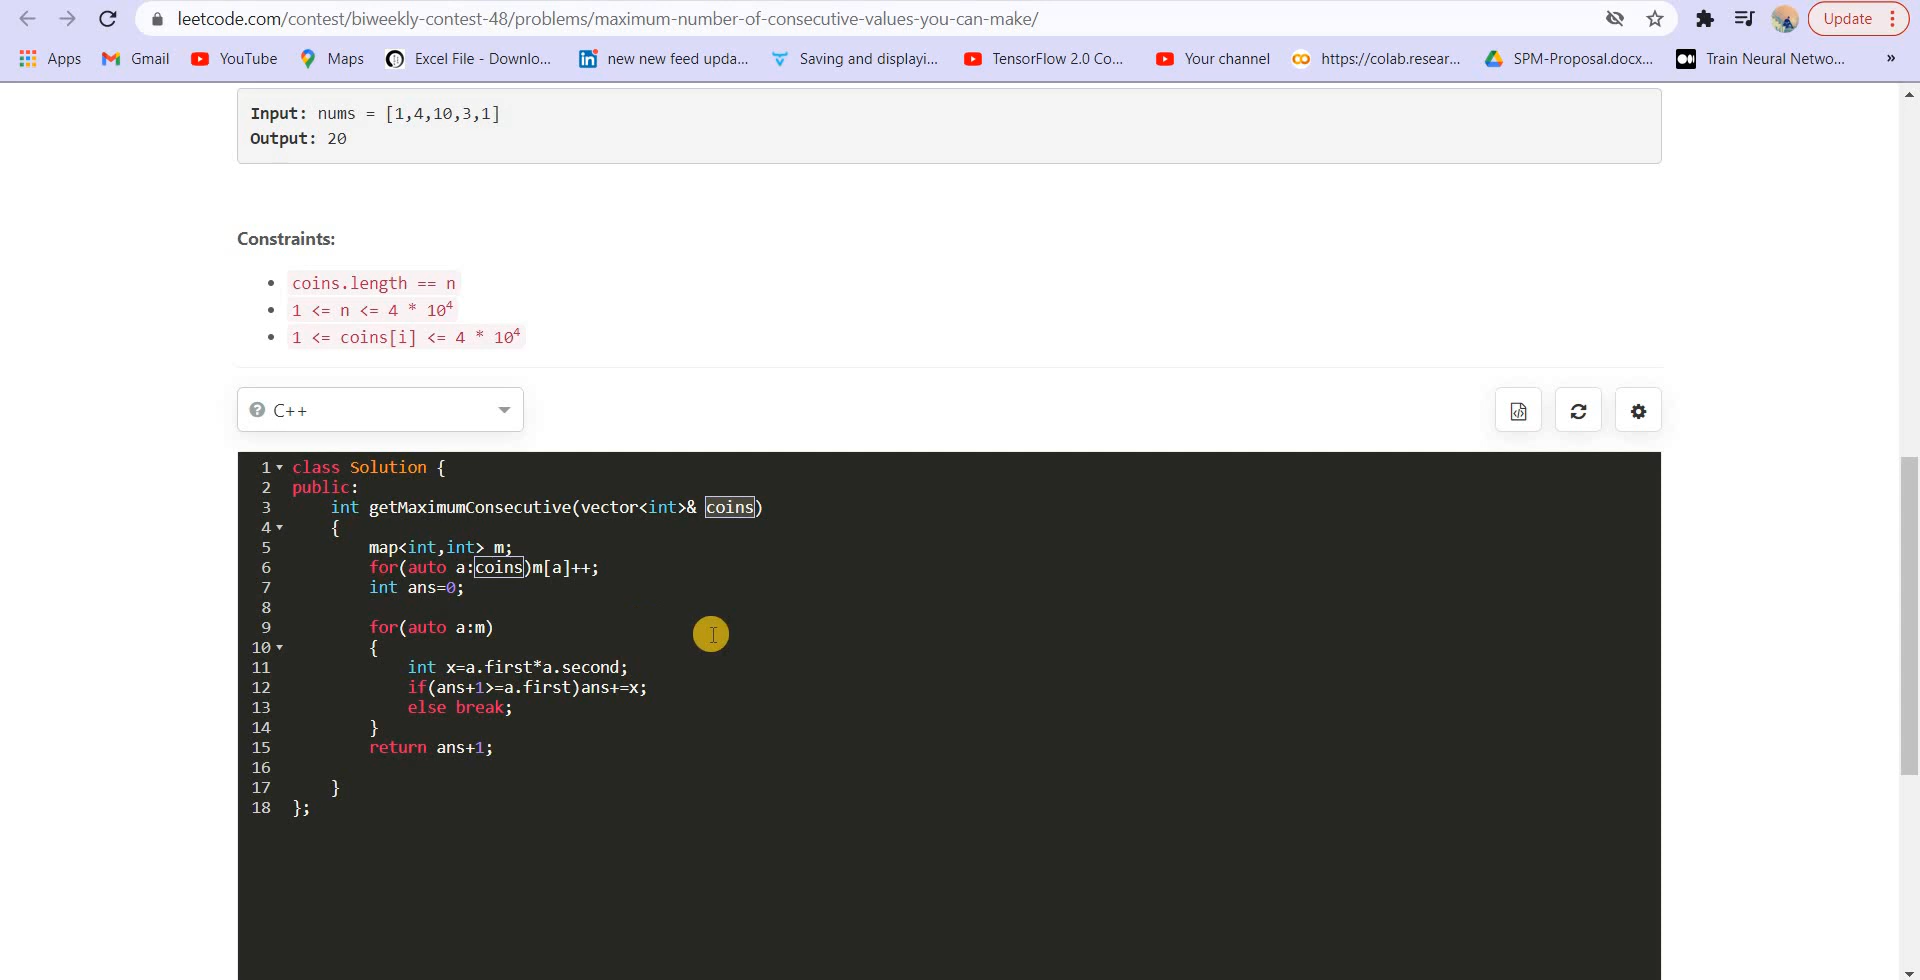 leetcode.com/contest/biweekly-contest-48/problems/maximum-number-of-consecutive-values-you-can-make/
Update
Apps
Gmail
YouTube
Maps
Excel File - Downlo...
new new feed upda...
Saving and displayi...
TensorFlow 2.0 Co...
Your channel
https://colab.resear...
SPM-Proposal.docx...
Train Neural Netwo...
»
Input: nums = [1,4,10,3,1]
Output: 20
Constraints:
• coins.length == n
• 1 <= n <= 4 * 10⁴
• 1 <= coins[i] <= 4 * 10⁴
C++
1 class Solution {
2 public:
3 int getMaximumConsecutive(vector<int>& coins)
4 {
5 map<int,int> m;
6 for(auto a:coins)m[a]++;
7 int ans=0;
8
9 for(auto a:m)
10 {
11 int x=a.first*a.second;
12 if(ans+1>=a.first)ans+=x;
13 else break;
14 }
15 return ans+1;
16
17 }
18 };